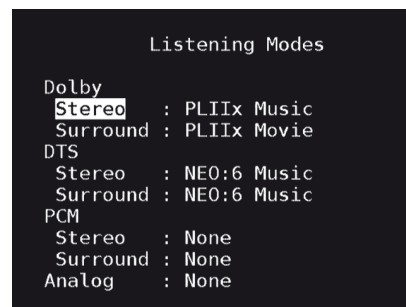 Listening Modes
Dolby
Stereo : PLIIx Music
Surround : PLIIx Movie
DTS
Stereo : NEO:6 Music
Surround : NEO:6 Music
PCM
Stereo : None
Surround : None
Analog : None